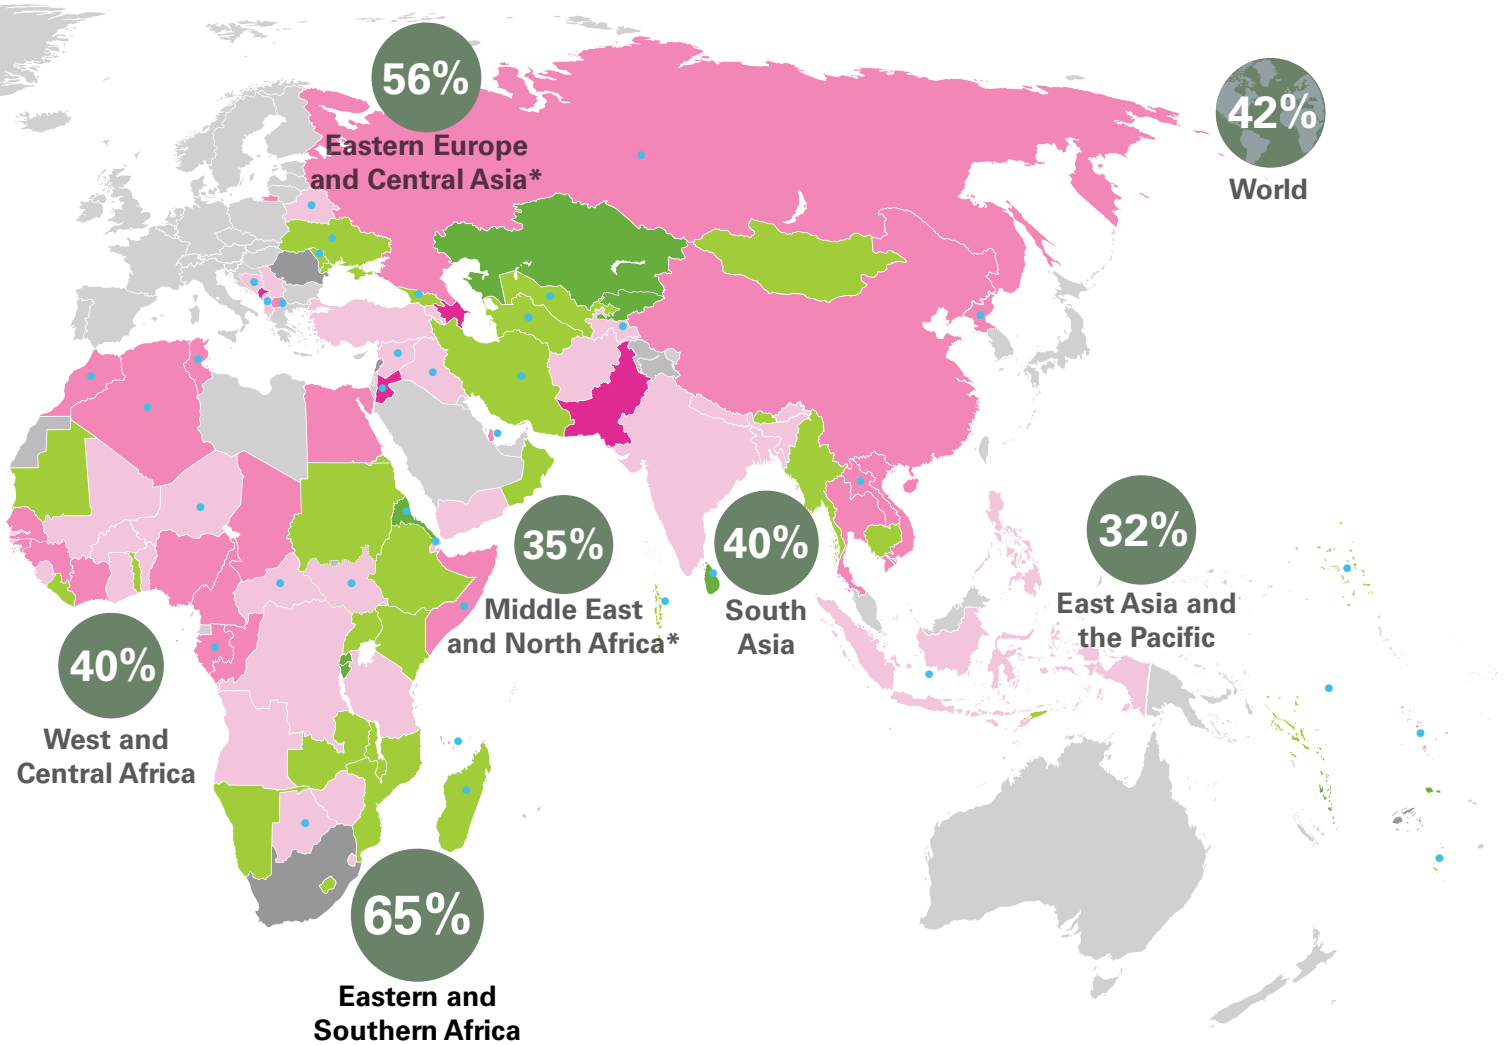 56%
Eastern Europe
and Central Asia*
42%
World
35%
Middle East
and North Africa*
40%
South
Asia
32%
East Asia and
the Pacific
40%
West and
Central Africa
65%
Eastern and
Southern Africa